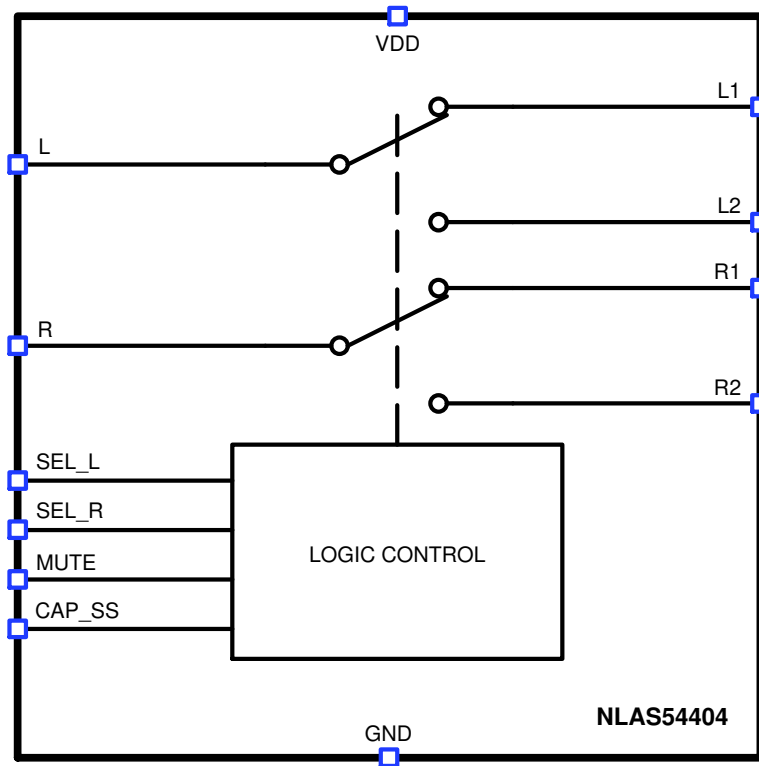 VDD
L1
L
L2
R1
R
R2
SEL_L
SEL_R
MUTE
LOGIC CONTROL
CAP_SS
NLAS54404
GND